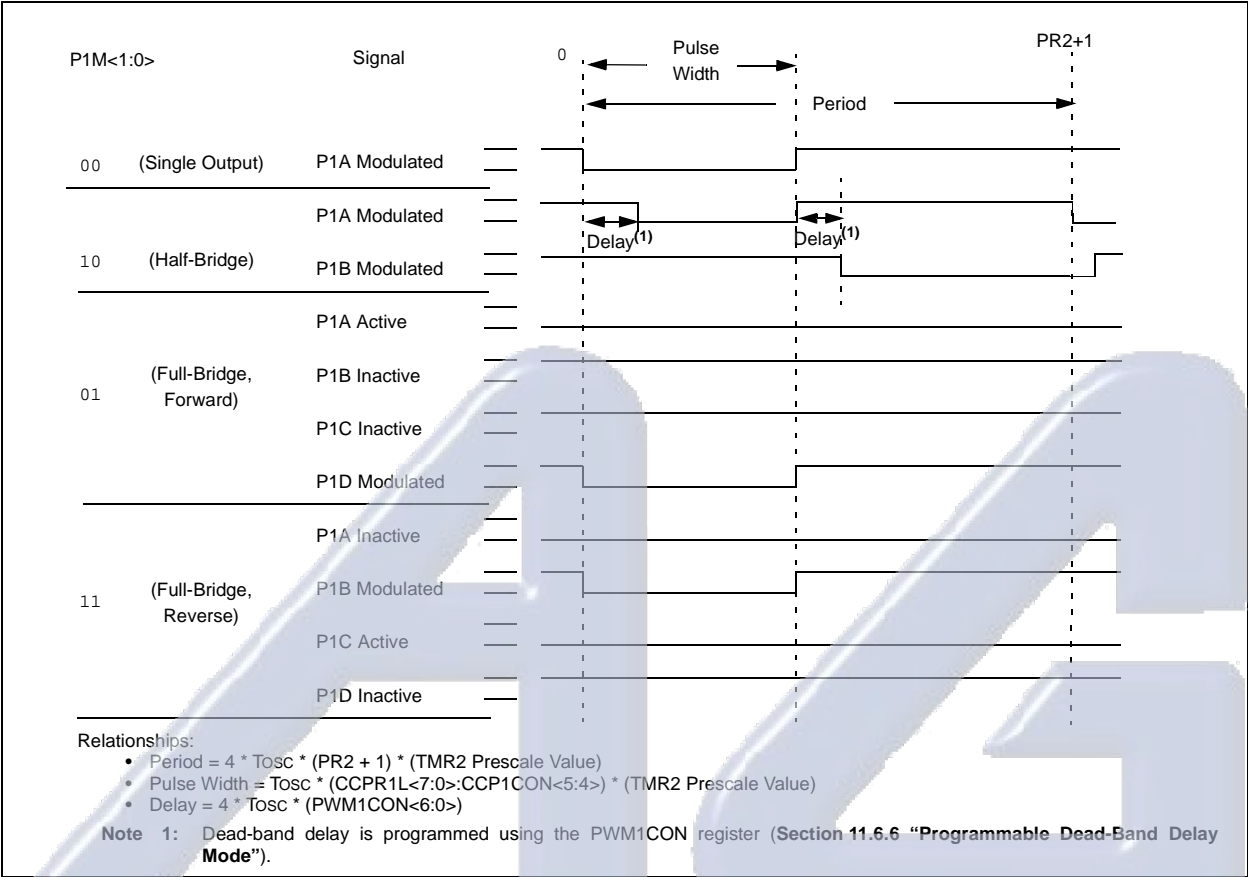 P1M<1:0> Signal 0 Pulse Width PR2+1
Period
00 (Single Output) P1A Modulated
P1A Modulated
Delay(1) Delay(1)
10 (Half-Bridge) P1B Modulated
P1A Active
01 (Full-Bridge, Forward) P1B Inactive
P1C Inactive
P1D Modulated
P1A Inactive
11 (Full-Bridge, Reverse) P1B Modulated
P1C Active
P1D Inactive
Relationships:
• Period = 4 * TOSC * (PR2 + 1) * (TMR2 Prescale Value)
• Pulse Width = TOSC * (CCPR1L<7:0>:CCP1CON<5:4>) * (TMR2 Prescale Value)
• Delay = 4 * TOSC * (PWM1CON<6:0>)
Note 1: Dead-band delay is programmed using the PWM1CON register (Section 11.6.6 “Programmable Dead-Band Delay
Mode”).
AG